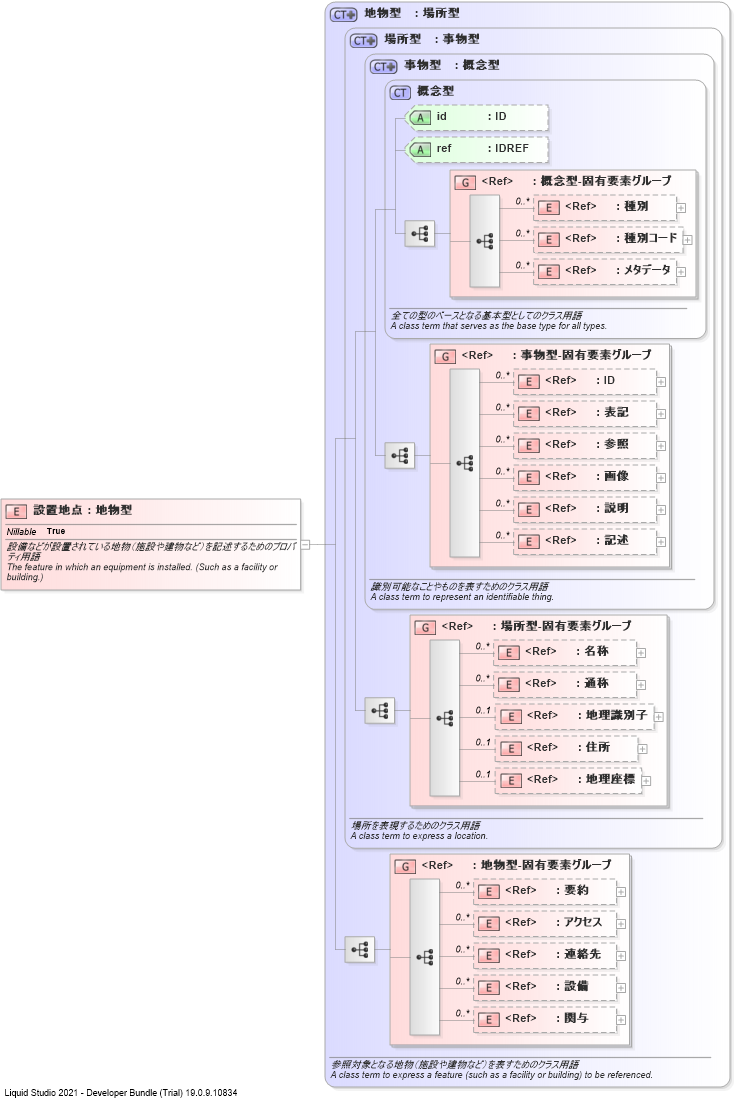 CT 地物型 : 場所型
CT 場所型 : 事物型
CT 事物型 : 概念型
CT 概念型
A id : ID
A ref : IDREF
G <Ref> : 概念型-固有要素グループ
0..* E <Ref> : 種別
0..* E <Ref> : 種別コード
0..* E <Ref> : メタデータ
全ての型のベースとなる基本型としてのクラス用語
A class term that serves as the base type for all types.
G <Ref> : 事物型-固有要素グループ
0..* E <Ref> : ID
0..* E <Ref> : 表記
0..* E <Ref> : 参照
0..* E <Ref> : 画像
0..* E <Ref> : 説明
0..* E <Ref> : 記述
識別可能なことやものを表すためのクラス用語
A class term to represent an identifiable thing.
E 設置地点 : 地物型
Nillable True
設備などが設置されている地物（施設や建物など）を記述するためのプロパ
ティ用語
The feature in which an equipment is installed. (Such as a facility or
building.)
G <Ref> : 場所型-固有要素グループ
0..* E <Ref> : 名称
0..* E <Ref> : 通称
0..1 E <Ref> : 地理識別子
0..1 E <Ref> : 住所
0..1 E <Ref> : 地理座標
場所を表現するためのクラス用語
A class term to express a location.
G <Ref> : 地物型-固有要素グループ
0..* E <Ref> : 要約
0..* E <Ref> : アクセス
0..* E <Ref> : 連絡先
0..* E <Ref> : 設備
0..* E <Ref> : 関与
参照対象となる地物（施設や建物など）を表すためのクラス用語
A class term to express a feature (such as a facility or building) to be referenced.
Liquid Studio 2021 - Developer Bundle (Trial) 19.0.9.10834